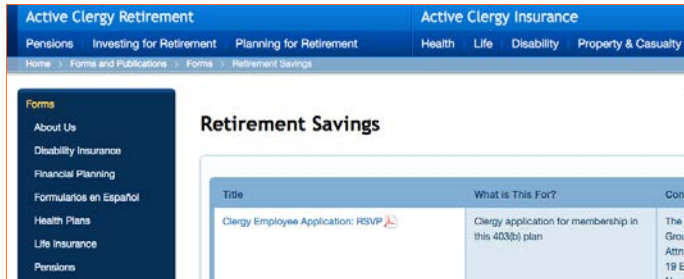 Active Clergy Retirement
Active Clergy Insurance
Pensions Investing for Retirement Planning for Retirement
Health Life Disability Property & Casualty
Home > Forms and Publications > Forms > Retirement Savings
Forms
About Us
Disability Insurance
Financial Planning
Formularios en Español
Health Plans
Life Insurance
Pensions
Retirement Savings
Title What is This For? Con
Clergy Employee Application: RSVP Clergy application for membership in The
this 403(b) plan Grou
Attn
19 E